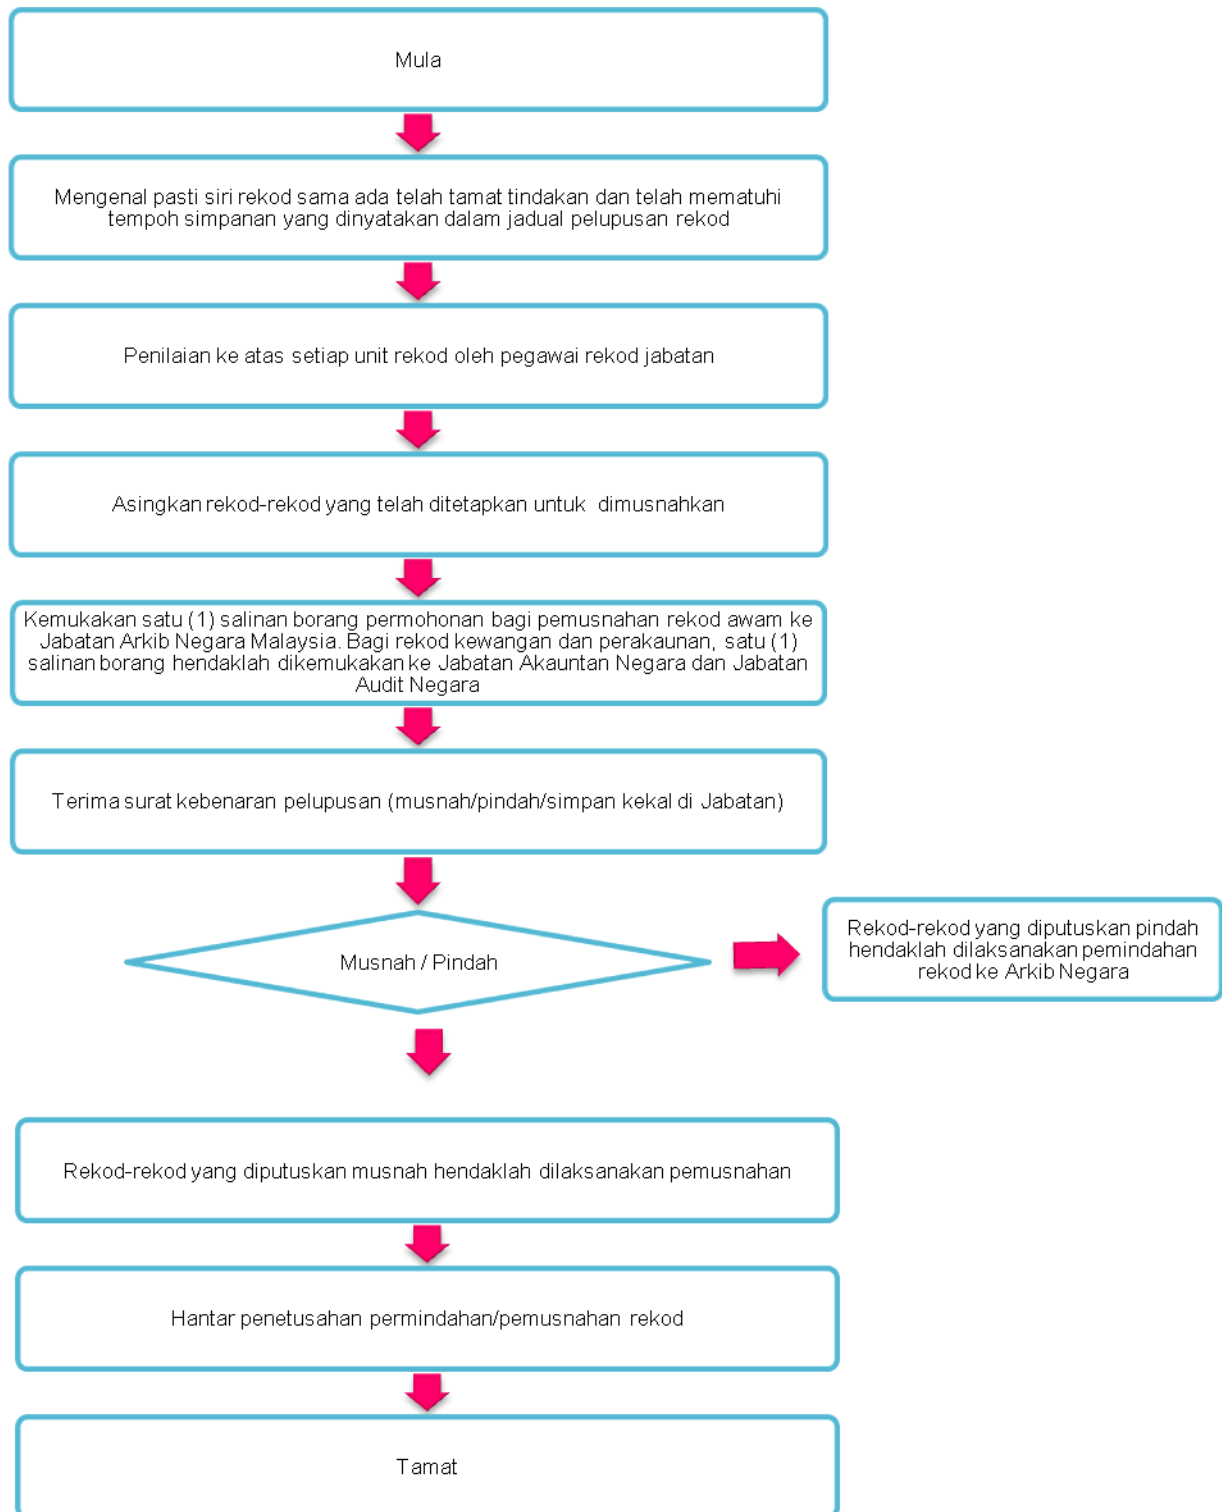 Mula
Mengenal pasti siri rekod sama ada telah tamat tindakan dan telah mematuhi
tempoh simpanan yang dinyatakan dalam jadual pelupusan rekod
Penilaian ke atas setiap unit rekod oleh pegawai rekod jabatan
Asingkan rekod-rekod yang telah ditetapkan untuk dimusnahkan
Kemukakan satu (1) salinan borang permohonan bagi pemusnahan rekod awam ke
Jabatan Arkib Negara Malaysia. Bagi rekod kewangan dan perakaunan, satu (1)
salinan borang hendaklah dikemukakan ke Jabatan Akauntan Negara dan Jabatan
Audit Negara
Terima surat kebenaran pelupusan (musnah/pindah/simpan kekal di Jabatan)
Musnah / Pindah
Rekod-rekod yang diputuskan pindah
hendaklah dilaksanakan pemindahan
rekod ke Arkib Negara
Rekod-rekod yang diputuskan musnah hendaklah dilaksanakan pemusnahan
Hantar penetusahan permindahan/pemusnahan rekod
Tamat